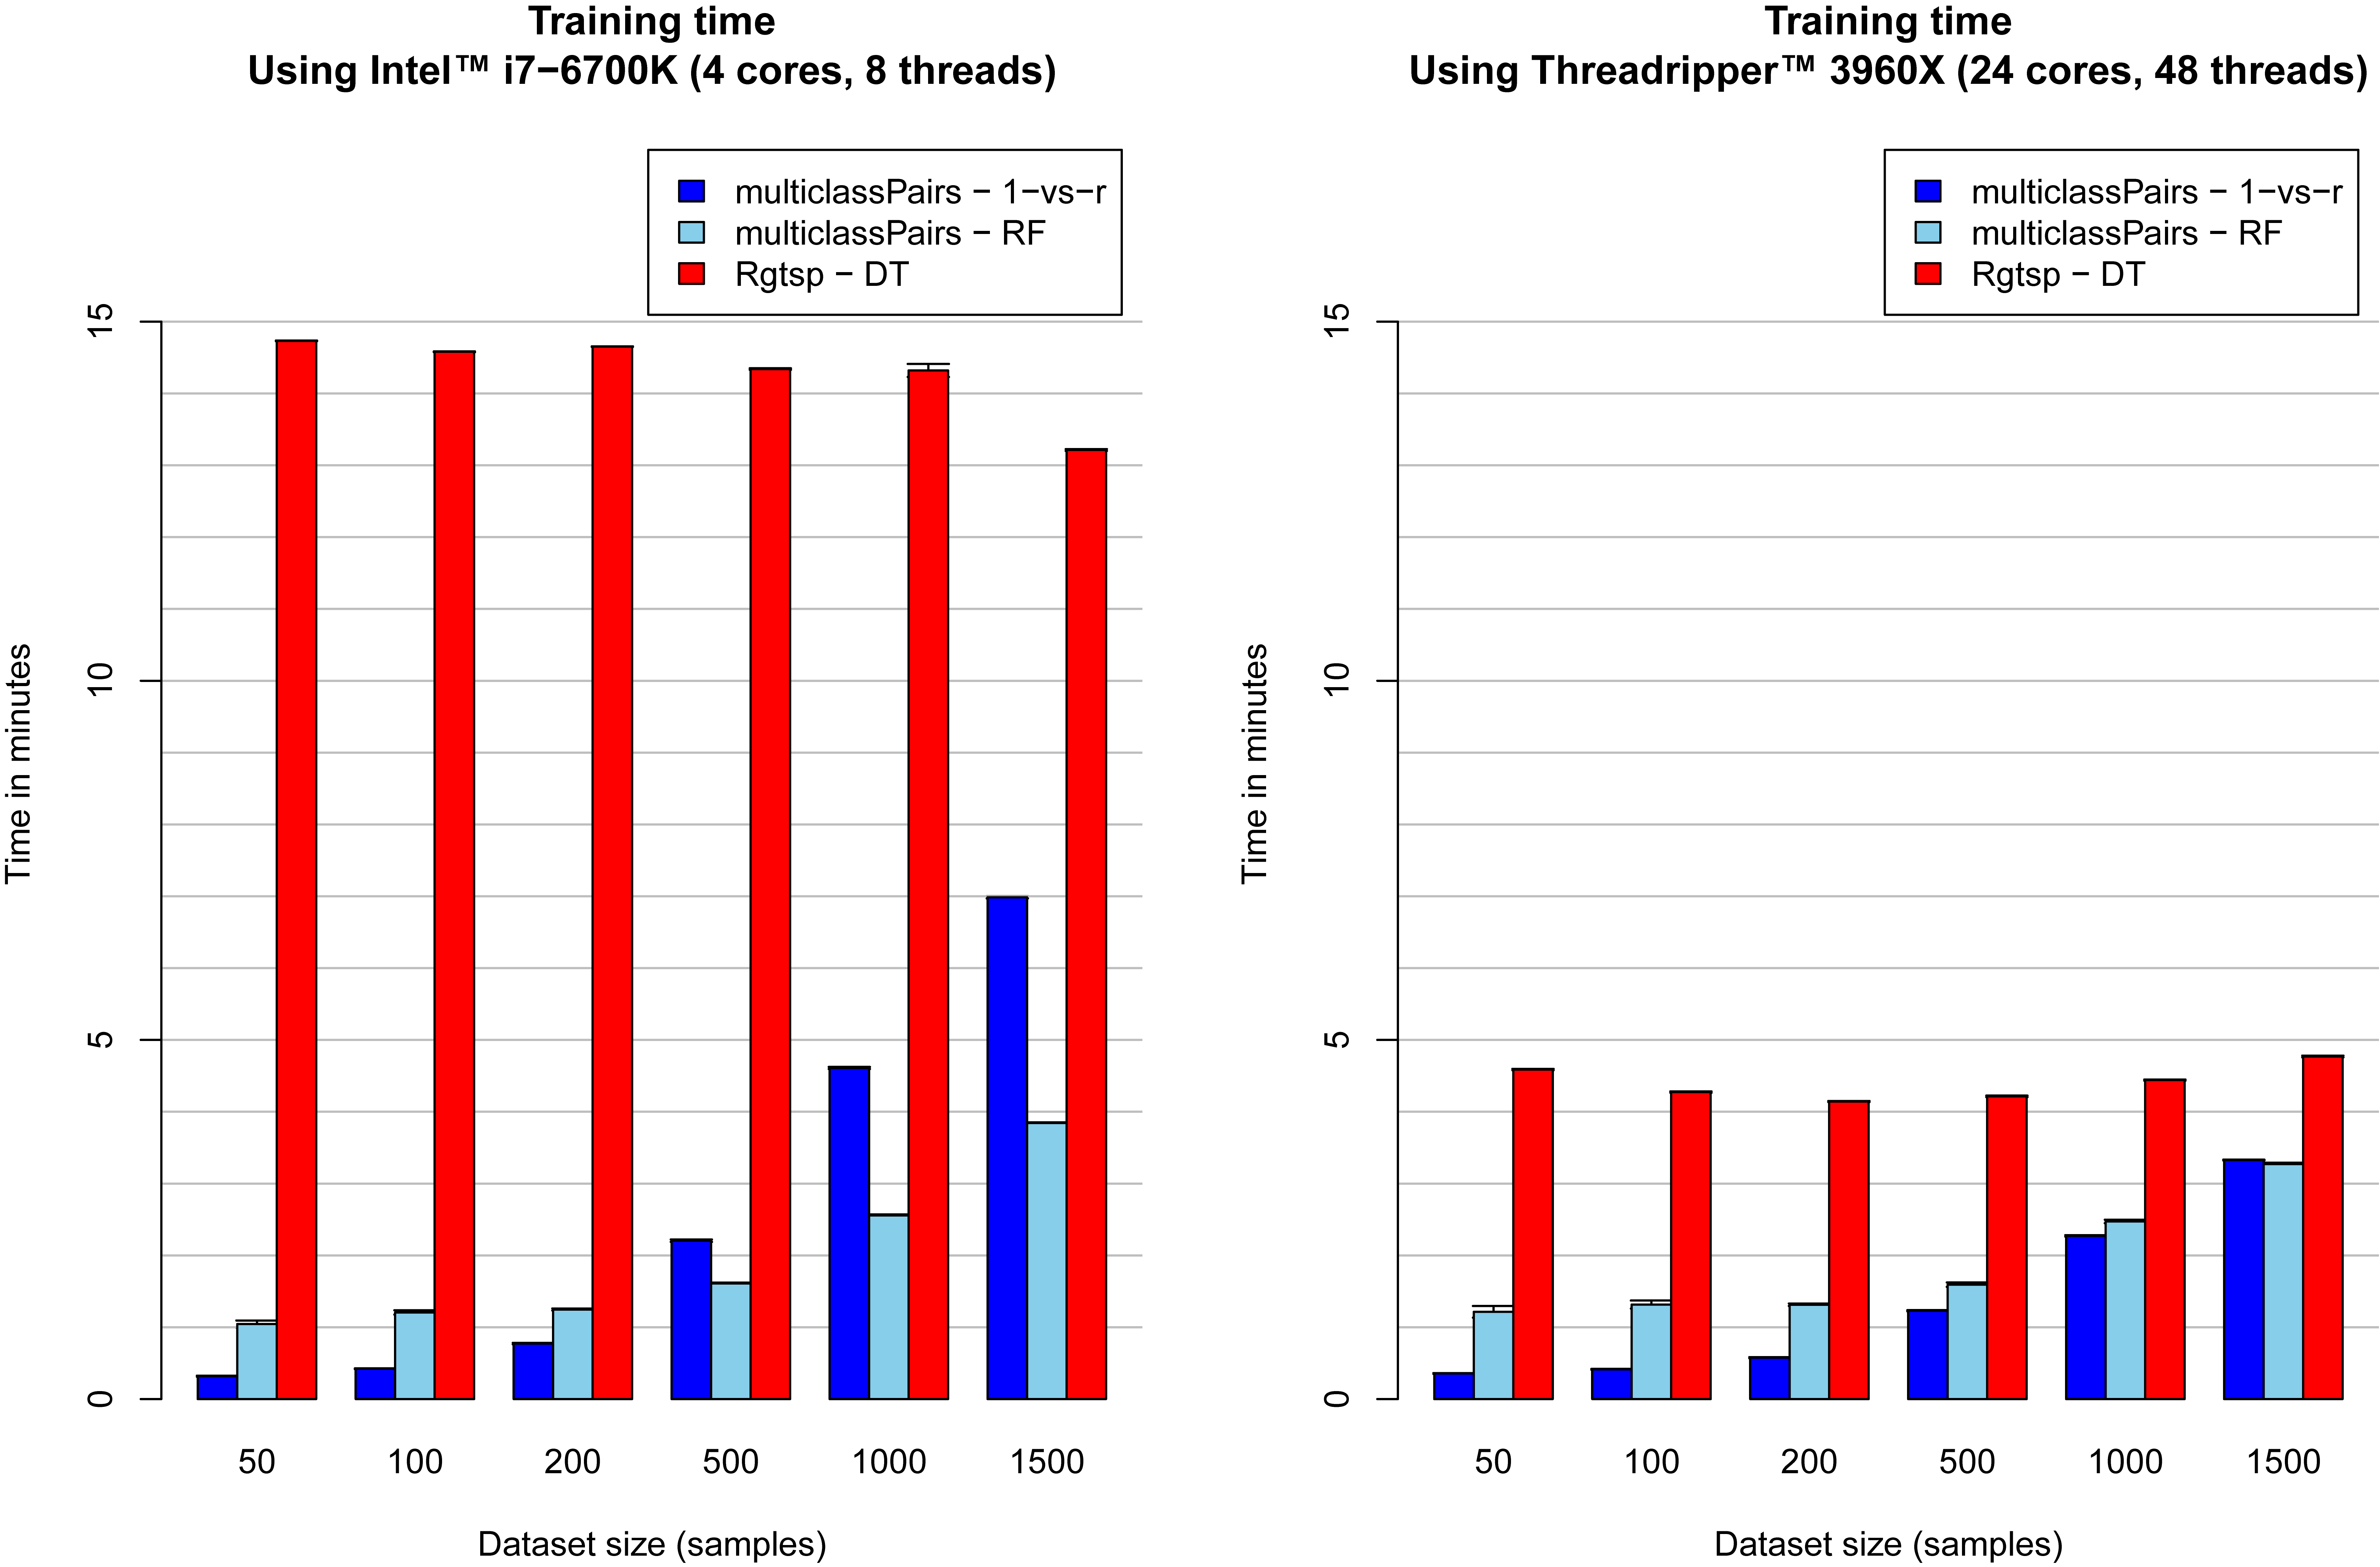 Training time
Using Intel™ i7−6700K (4 cores, 8 threads)
multiclassPairs − 1−vs−r
multiclassPairs − RF
Rgtsp − DT
Time in minutes
15
10
5
0
50 100 200 500 1000 1500
Dataset size (samples)
Training time
Using Threadripper™ 3960X (24 cores, 48 threads)
multiclassPairs − 1−vs−r
multiclassPairs − RF
Rgtsp − DT
Time in minutes
15
10
5
0
50 100 200 500 1000 1500
Dataset size (samples)